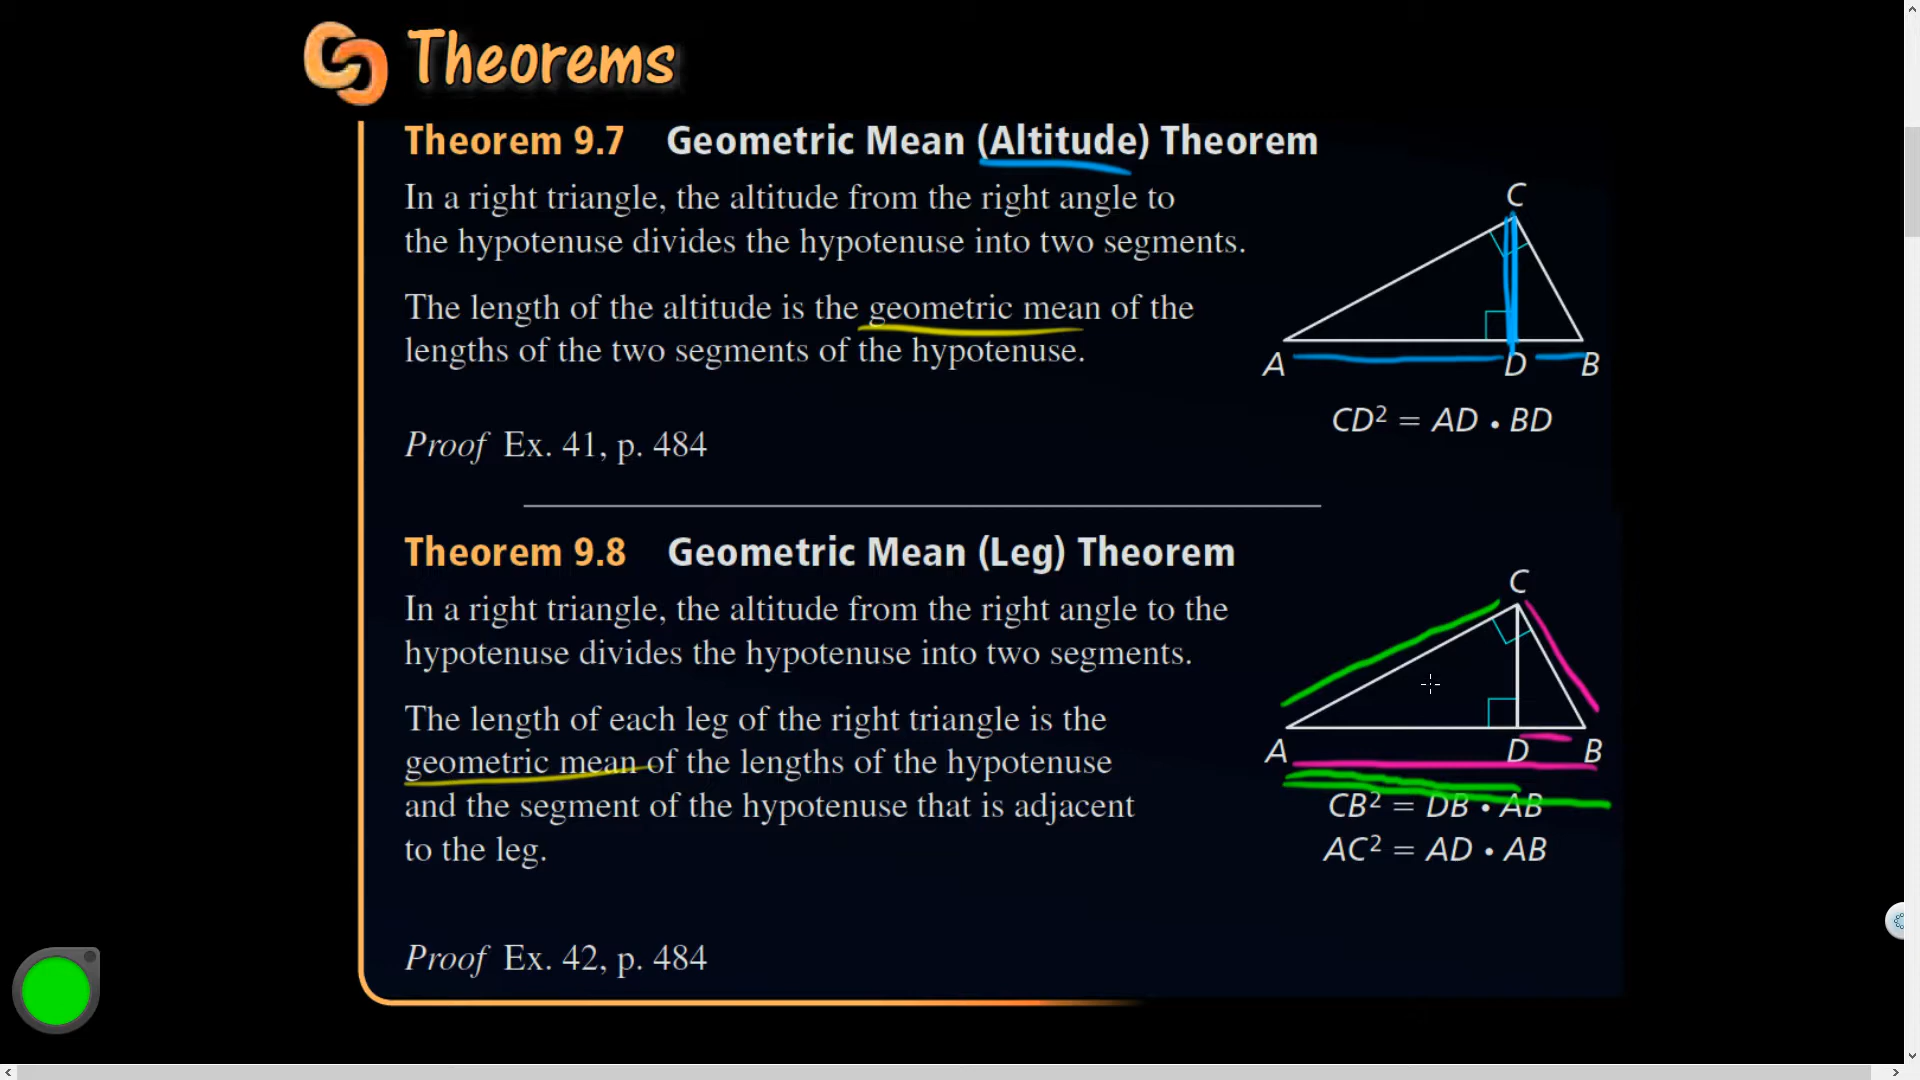 Theorems
Theorem 9.7 Geometric Mean (Altitude) Theorem
In a right triangle, the altitude from the right angle to
the hypotenuse divides the hypotenuse into two segments.
The length of the altitude is the geometric mean of the
lengths of the two segments of the hypotenuse.
Proof Ex. 41, p. 484
C
A D B
CD² = AD • BD
Theorem 9.8 Geometric Mean (Leg) Theorem
In a right triangle, the altitude from the right angle to the
hypotenuse divides the hypotenuse into two segments.
The length of each leg of the right triangle is the
geometric mean of the lengths of the hypotenuse
and the segment of the hypotenuse that is adjacent
to the leg.
Proof Ex. 42, p. 484
C
A D B
CB² = DB • AB
AC² = AD • AB